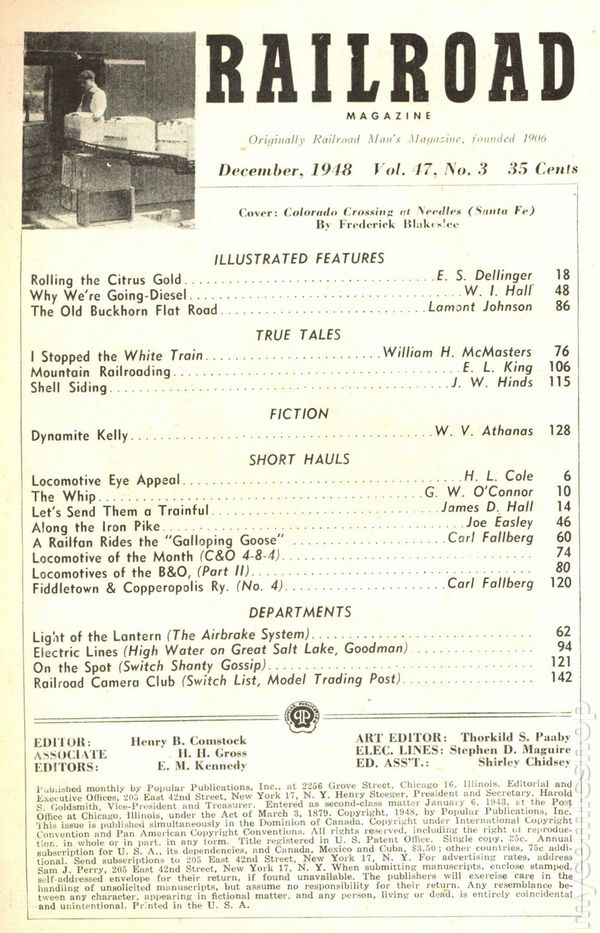 RAILROAD
MAGAZINE
Originally Railroad Man's Magazine, founded 1906
December, 1948 Vol. 47, No. 3 35 Cents
Cover: Colorado Crossing at Needles (Santa Fe)
By Frederick Blakeslee
ILLUSTRATED FEATURES
Rolling the Citrus Gold........E. S. Dellinger 18
Why We're Going-Diesel........W. I. Hall 48
The Old Buckhorn Flat Road........Lamont Johnson 86
TRUE TALES
I Stopped the White Train........William H. McMasters 76
Mountain Railroading........E. L. King 106
Shell Siding........J. W. Hinds 115
FICTION
Dynamite Kelly........W. V. Athanas 128
SHORT HAULS
Locomotive Eye Appeal........H. L. Cole 6
The Whip........G. W. O'Connor 10
Let's Send Them a Trainful........James D. Hall 14
Along the Iron Pike........Joe Easley 46
A Railfan Rides the "Galloping Goose" ........Carl Fallberg 60
Locomotive of the Month (C&O 4-8-4)........74
Locomotives of the B&O, (Part II)........80
Fiddletown & Copperopolis Ry. (No. 4)........Carl Fallberg 120
DEPARTMENTS
Light of the Lantern (The Airbrake System)........62
Electric Lines (High Water on Great Salt Lake, Goodman) ........94
On the Spot (Switch Shanty Gossip)........121
Railroad Camera Club (Switch List, Model Trading Post)........142
POPULAR PUBLICATIONS
PP
EDITOR: Henry B. Comstock
ASSOCIATE H. H. Gross
EDITORS: E. M. Kennedy
ART EDITOR: Thorkild S. Paaby
ELEC. LINES: Stephen D. Maguire
ED. ASS'T.: Shirley Chidsey
Published monthly by Popular Publications, Inc., at 2256 Grove Street, Chicago 16, Illinois. Editorial and
Executive Offices, 205 East 42nd Street, New York 17, N. Y. Henry Steeger, President and Secretary, Harold
S. Goldsmith, Vice-President and Treasurer. Entered as second-class matter January 6, 1943, at the Post
Office at Chicago, Illinois, under the Act of March 3, 1879. Copyright, 1948, by Popular Publications, Inc.
This issue is published simultaneously in the Dominion of Canada. Copyright under International Copyright
Convention and Pan American Copyright Conventions. All rights reserved, including the right of reproduc-
tion, in whole or in part, in any form. Title registered in U. S. Patent Office. Single copy, 35c. Annual
subscription for U. S. A., its dependencies, and Canada, Mexico and Cuba, $3.50; other countries, 75c addi-
tional. Send subscriptions to 205 East 42nd Street, New York 17, N. Y. For advertising rates, address
Sam J. Perry, 205 East 42nd Street, New York 17, N. Y. When submitting manuscripts, enclose stamped,
self-addressed envelope for their return, if found unavailable. The publishers will exercise care in the
handling of unsolicited manuscripts, but assume no responsibility for their return. Any resemblance be-
tween any character, appearing in fictional matter, and any person, living or dead, is entirely coincidental
and unintentional. Printed in the U. S. A.
mycomicshop